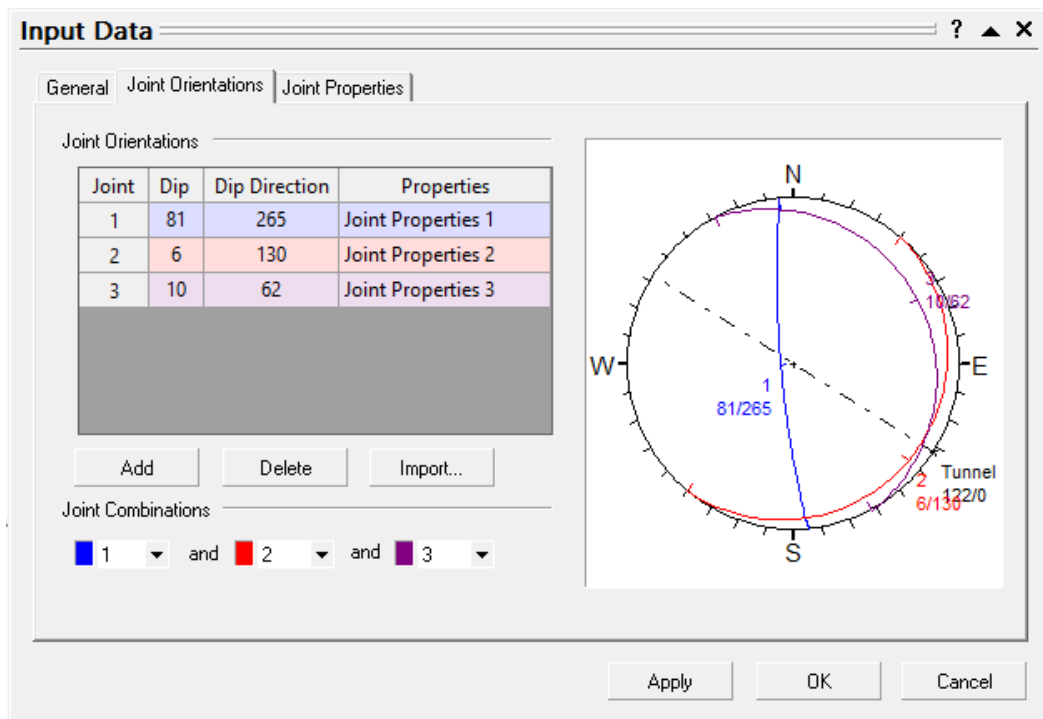 Input Data ? ▲ ✕
General Joint Orientations Joint Properties
Joint Orientations
Joint Dip Dip Direction Properties
1 81 265 Joint Properties 1
2 6 130 Joint Properties 2
3 10 62 Joint Properties 3
Add Delete Import...
Joint Combinations
1 and 2 and 3
N
3
10/62
W E
1
81/265
Tunnel
122/0
2
6/130
S
Apply OK Cancel